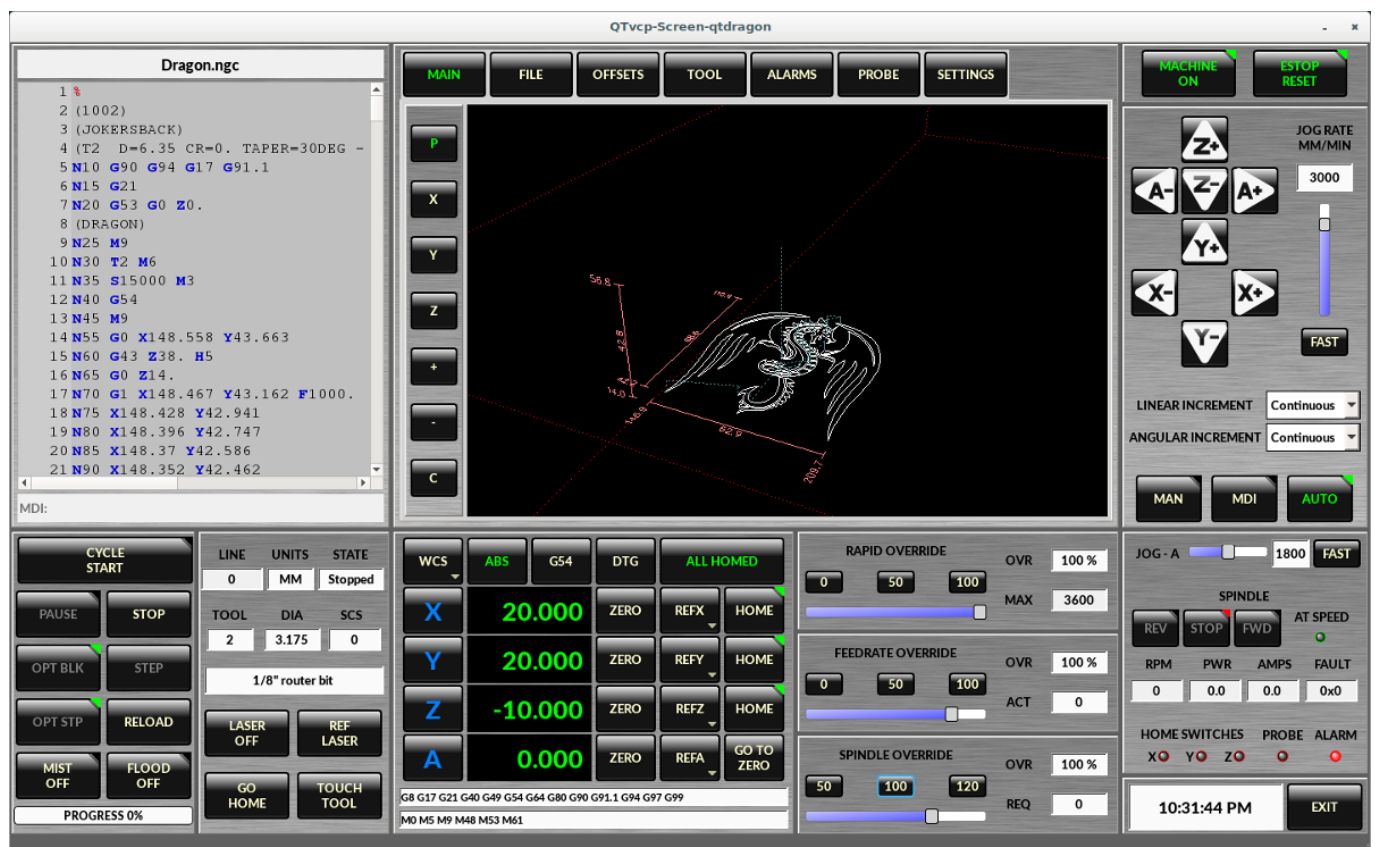 QTvcp-Screen-qtdragon
Dragon.ngc
1 %
2 (1002)
3 (JOKERSBACK)
4 (T2 D=6.35 CR=0. TAPER=30DEG -
5 N10 G90 G94 G17 G91.1
6 N15 G21
7 N20 G53 G0 Z0.
8 (DRAGON)
9 N25 M9
10 N30 T2 M6
11 N35 S15000 M3
12 N40 G54
13 N45 M9
14 N55 G0 X148.558 Y43.663
15 N60 G43 Z38. H5
16 N65 G0 Z14.
17 N70 G1 X148.467 Y43.162 F1000.
18 N75 X148.428 Y42.941
19 N80 X148.396 Y42.747
20 N85 X148.37 Y42.586
21 N90 X148.352 Y42.462
MDI:
MAIN FILE OFFSETS TOOL ALARMS PROBE SETTINGS
P
X
Y
Z
+
-
C
56.8
42.8
14.0
62.9
209.7
MACHINE
ON
ESTOP
RESET
JOG RATE
MM/MIN
3000
Z+
A- Z- A+
Y+
X- X+
Y-
FAST
LINEAR INCREMENT Continuous
ANGULAR INCREMENT Continuous
MAN MDI AUTO
CYCLE
START
PAUSE STOP
OPT BLK STEP
OPT STP RELOAD
MIST
OFF
FLOOD
OFF
PROGRESS 0%
LINE UNITS STATE
0 MM Stopped
TOOL DIA SCS
2 3.175 0
1/8" router bit
LASER
OFF
REF
LASER
GO
HOME
TOUCH
TOOL
WCS ABS G54 DTG ALL HOMED
X 20.000 ZERO REFX HOME
Y 20.000 ZERO REFY HOME
Z -10.000 ZERO REFZ HOME
A 0.000 ZERO REFA GO TO
ZERO
G8 G17 G21 G40 G49 G54 G64 G80 G90 G91.1 G94 G97 G99
M0 M5 M9 M48 M53 M61
RAPID OVERRIDE
OVR 100 %
0 50 100
MAX 3600
FEEDRATE OVERRIDE
OVR 100 %
0 50 100
ACT 0
SPINDLE OVERRIDE
OVR 100 %
50 100 120
REQ 0
JOG - A 1800 FAST
SPINDLE
REV STOP FWD AT SPEED
RPM PWR AMPS FAULT
0 0.0 0.0 0x0
HOME SWITCHES PROBE ALARM
X Y Z
10:31:44 PM EXIT